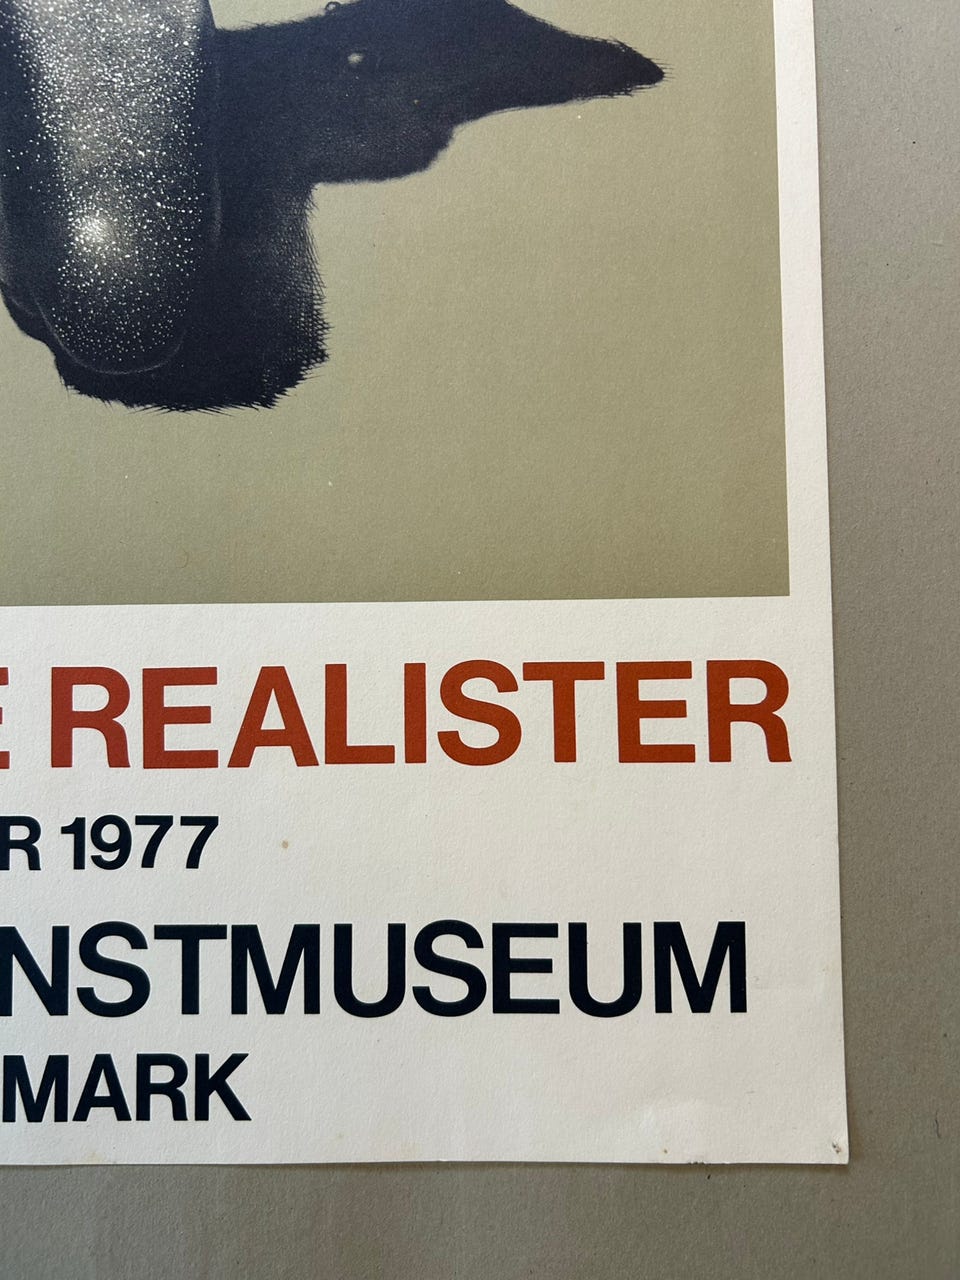 E REALISTER
R 1977
NSTMUSEUM
MARK